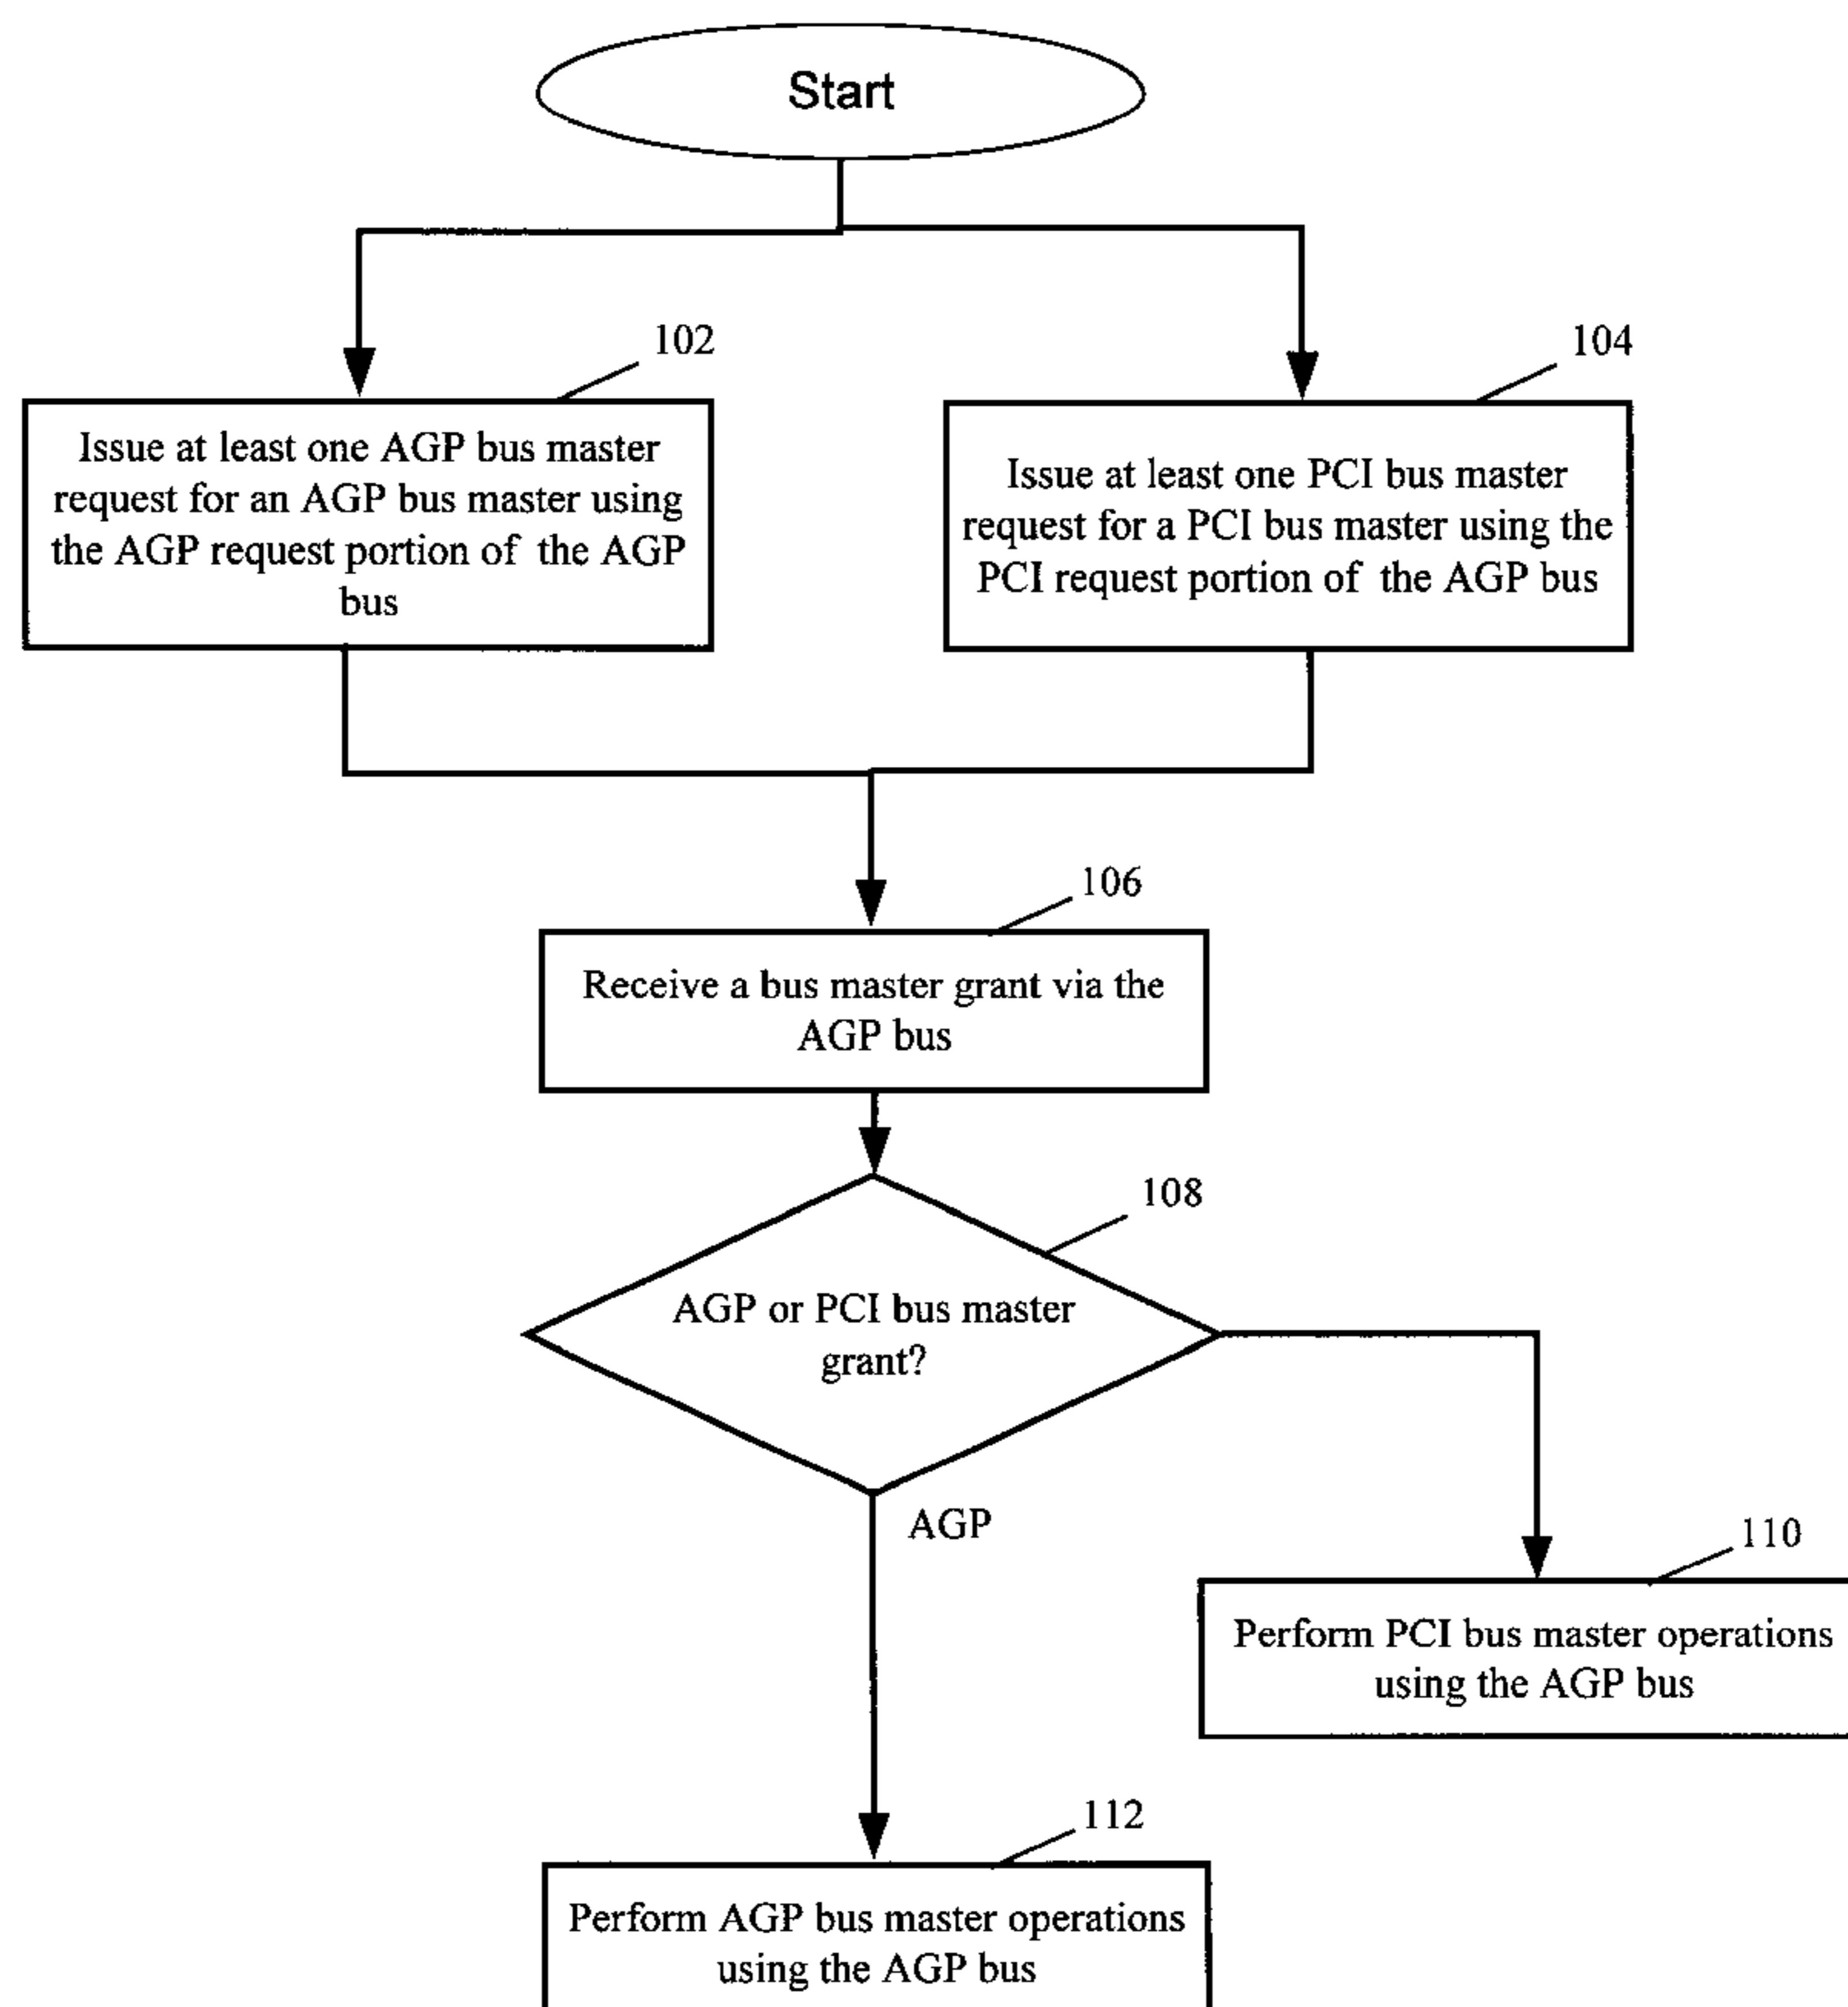 Start
102
Issue at least one AGP bus master
request for an AGP bus master using
the AGP request portion of the AGP
bus
104
Issue at least one PCI bus master
request for a PCI bus master using the
PCI request portion of the AGP bus
106
Receive a bus master grant via the
AGP bus
108
AGP or PCI bus master
grant?
AGP
110
Perform PCI bus master operations
using the AGP bus
112
Perform AGP bus master operations
using the AGP bus